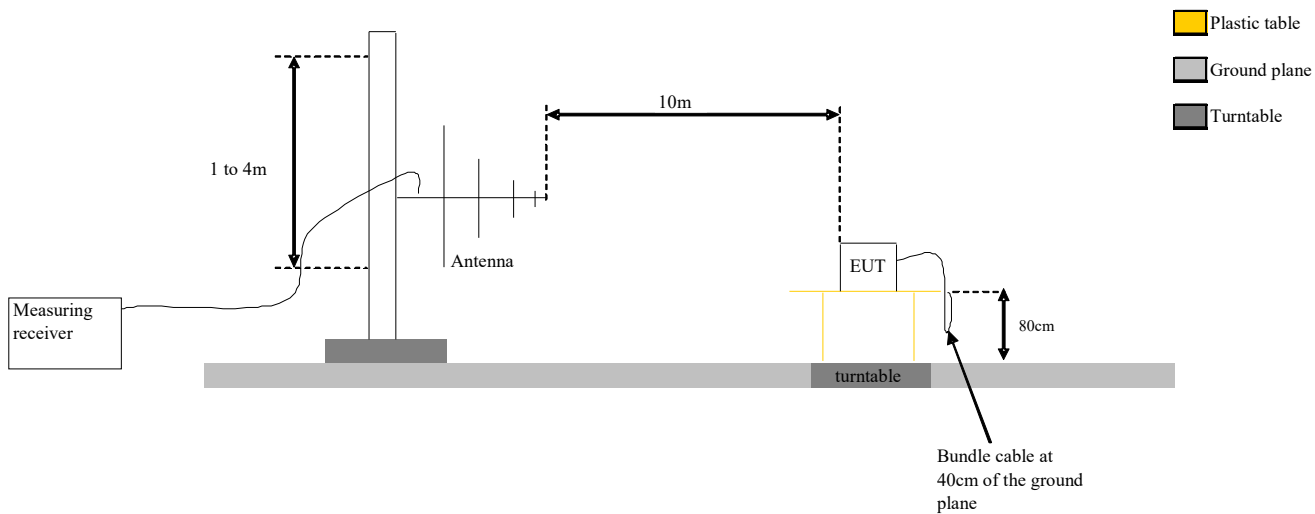 Plastic table
Ground plane
Turntable
10m
1 to 4m
Antenna
EUT
Measuring
receiver
80cm
turntable
Bundle cable at
40cm of the ground
plane